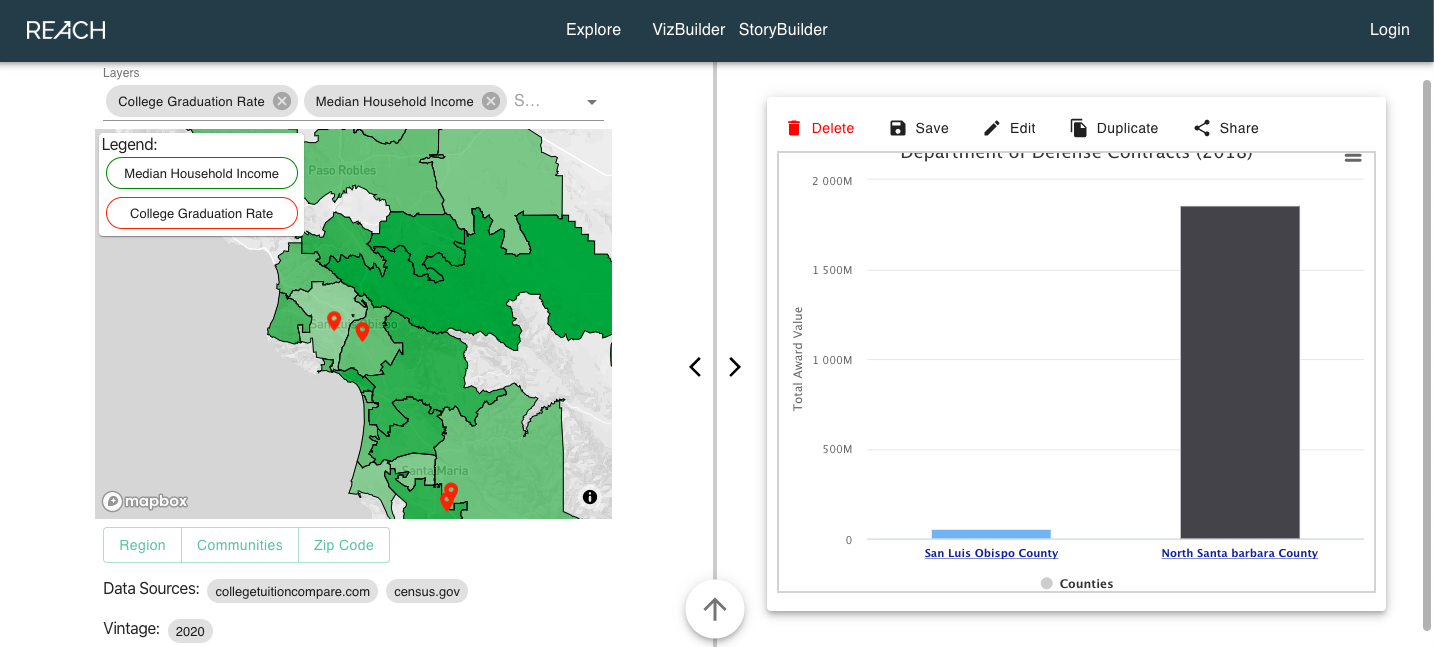 REACH
Explore
VizBuilder
StoryBuilder
Login
Layers
College Graduation Rate
Median Household Income
S...
Legend:
Median Household Income
College Graduation Rate
Paso Robles
San Luis Obispo
Santa Maria
mapbox
Region
Communities
Zip Code
Data Sources:
collegetuitioncompare.com
census.gov
Vintage:
2020
Delete
Save
Edit
Duplicate
Share
Department of Defense Contracts (2018)
Total Award Value
2 000M
1 500M
1 000M
500M
0
San Luis Obispo County
North Santa barbara County
Counties